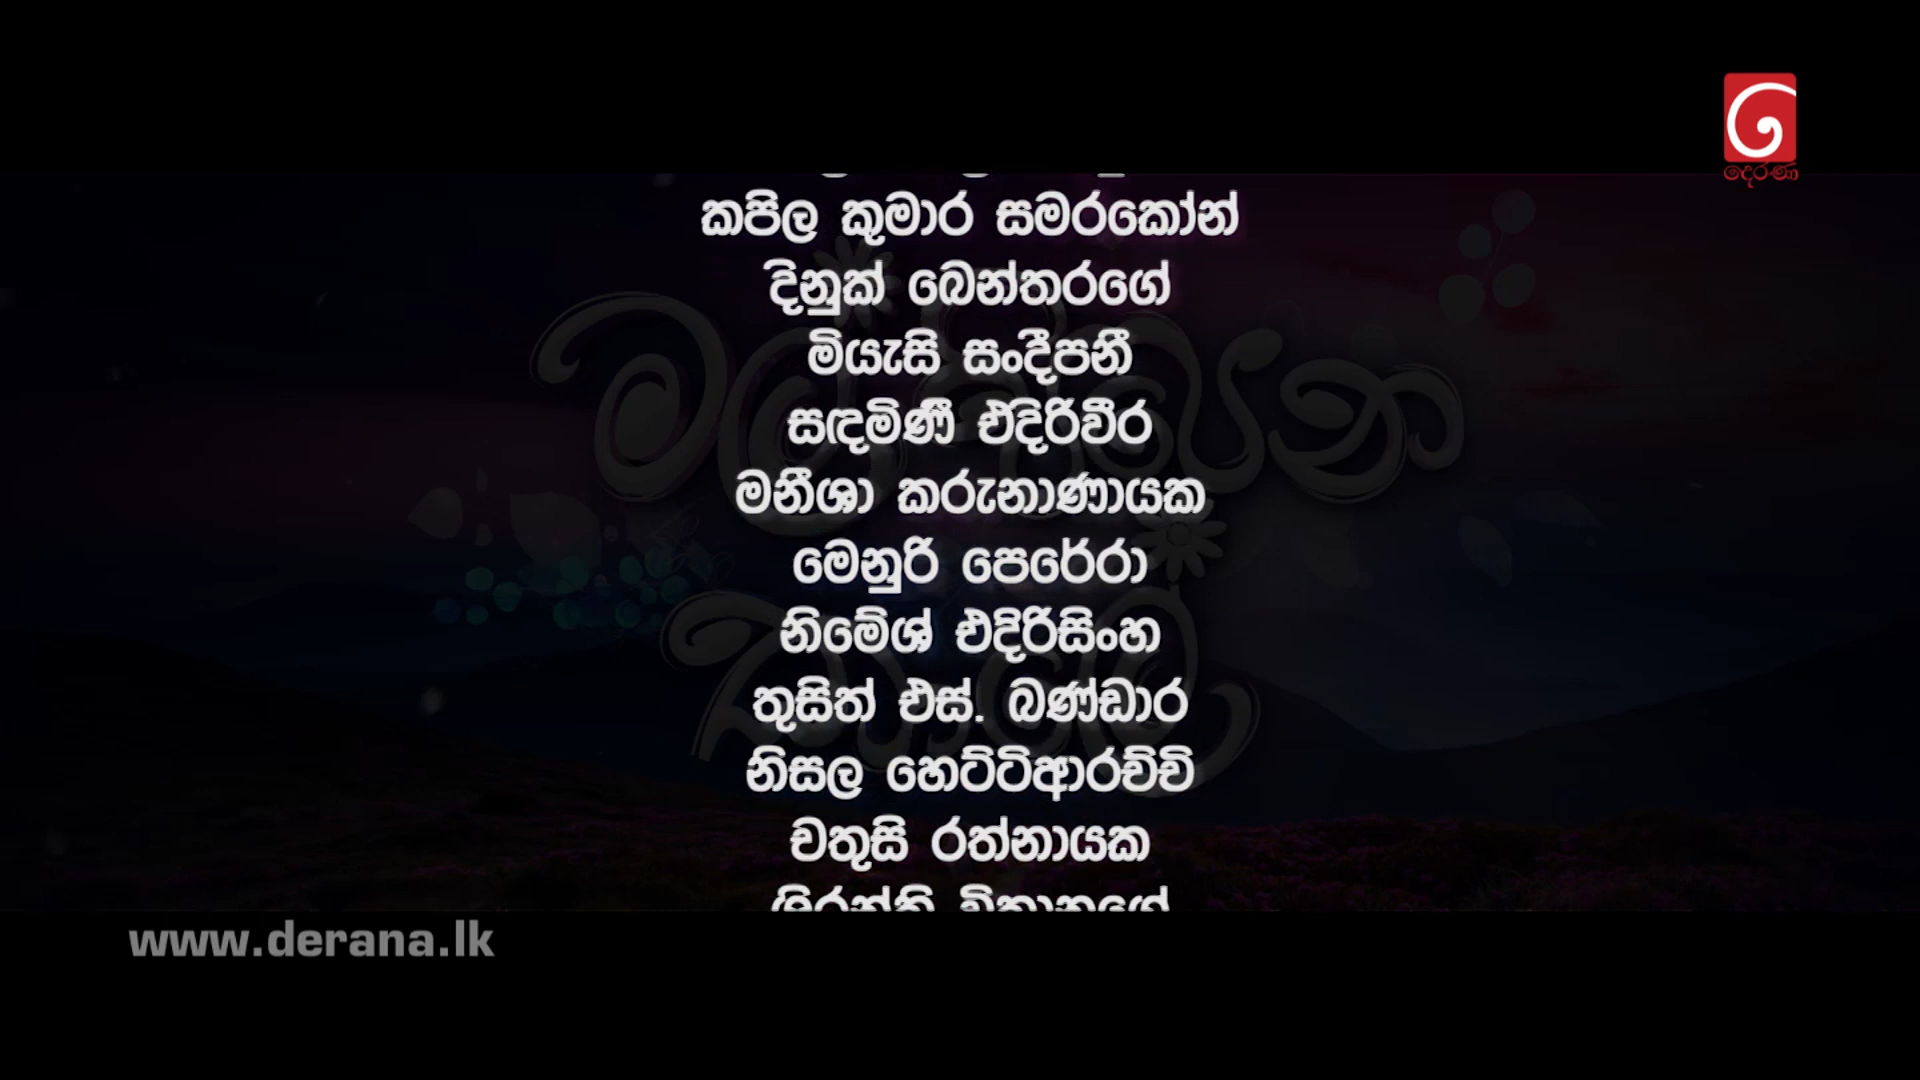 දෙරණ
කපිල කුමාර සමරකෝන්
දිනුක් බෙන්තරගේ
මියැසි සංදීපනී
සඳමිණී එදිරිවීර
මනීශා කරුනාණායක
මෙනුරි පෙරේරා
නිමේශ් එදිරිසිංහ
තුසිත් එස්. බණ්ඩාර
නිසල හෙට්ටිආරච්චි
චතුසි රත්නායක
www.derana.lk